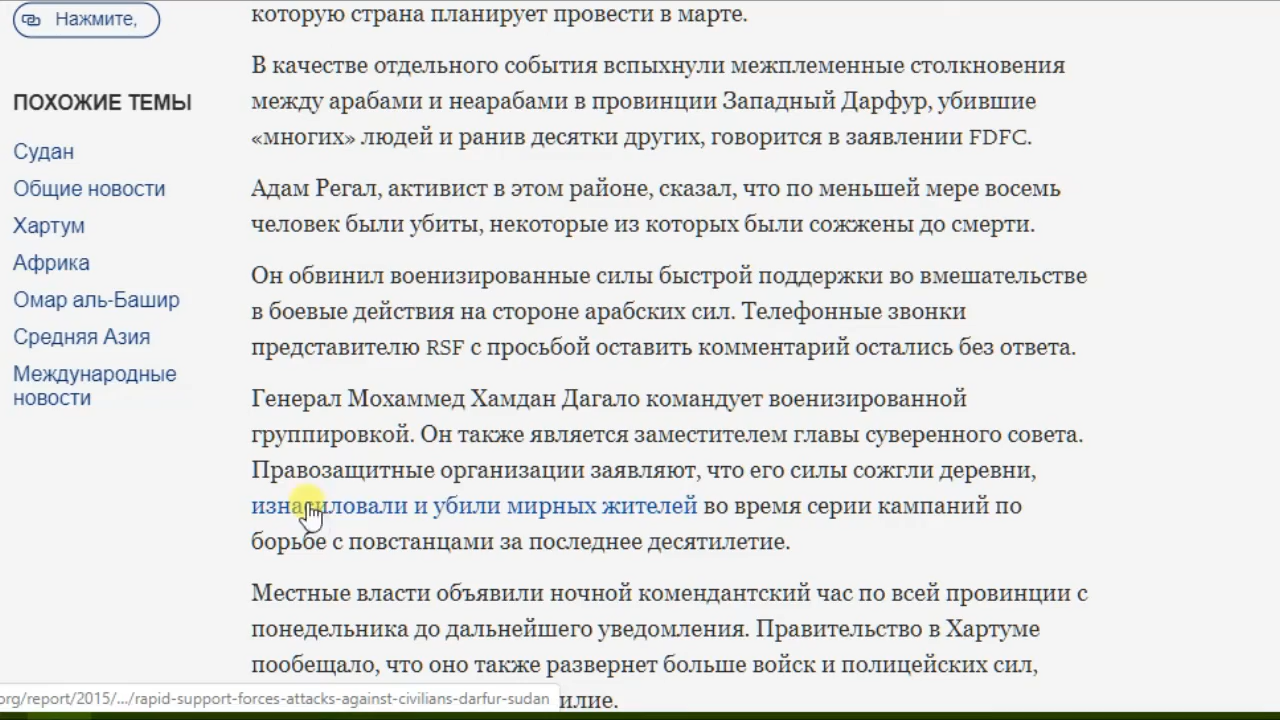 Нажмите,
ПОХОЖИЕ ТЕМЫ
Судан
Общие новости
Хартум
Африка
Омар аль-Башир
Средняя Азия
Международные
новости
которую страна планирует провести в марте.
В качестве отдельного события вспыхнули межплеменные столкновения
между арабами и неарабами в провинции Западный Дарфур, убившие
«многих» людей и ранив десятки других, говорится в заявлении FDFC.
Адам Регал, активист в этом районе, сказал, что по меньшей мере восемь
человек были убиты, некоторые из которых были сожжены до смерти.
Он обвинил военизированные силы быстрой поддержки во вмешательстве
в боевые действия на стороне арабских сил. Телефонные звонки
представителю RSF с просьбой оставить комментарий остались без ответа.
Генерал Мохаммед Хамдан Дагало командует военизированной
группировкой. Он также является заместителем главы суверенного совета.
Правозащитные организации заявляют, что его силы сожгли деревни,
изнасиловали и убили мирных жителей во время серии кампаний по
борьбе с повстанцами за последнее десятилетие.
Местные власти объявили ночной комендантский час по всей провинции с
понедельника до дальнейшего уведомления. Правительство в Хартуме
пообещало, что оно также развернет больше войск и полицейских сил,
илие.
org/report/2015/.../rapid-support-forces-attacks-against-civilians-darfur-sudan